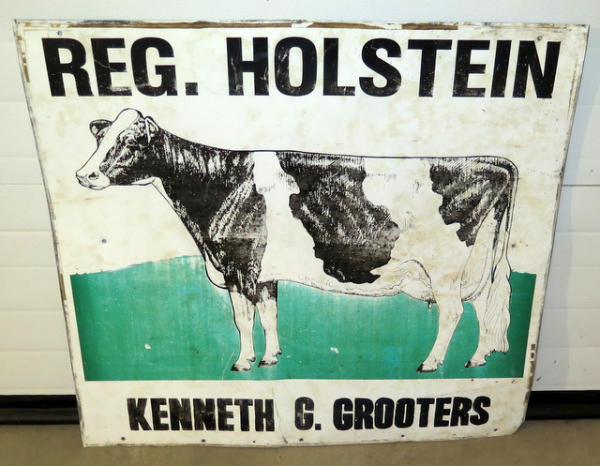 REG. HOLSTEIN
KENNETH G. GROOTERS